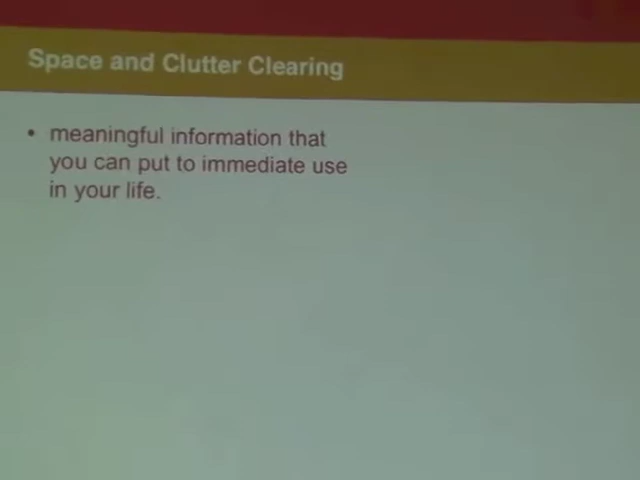 Space and Clutter Clearing
• meaningful information that
you can put to immediate use
in your life.